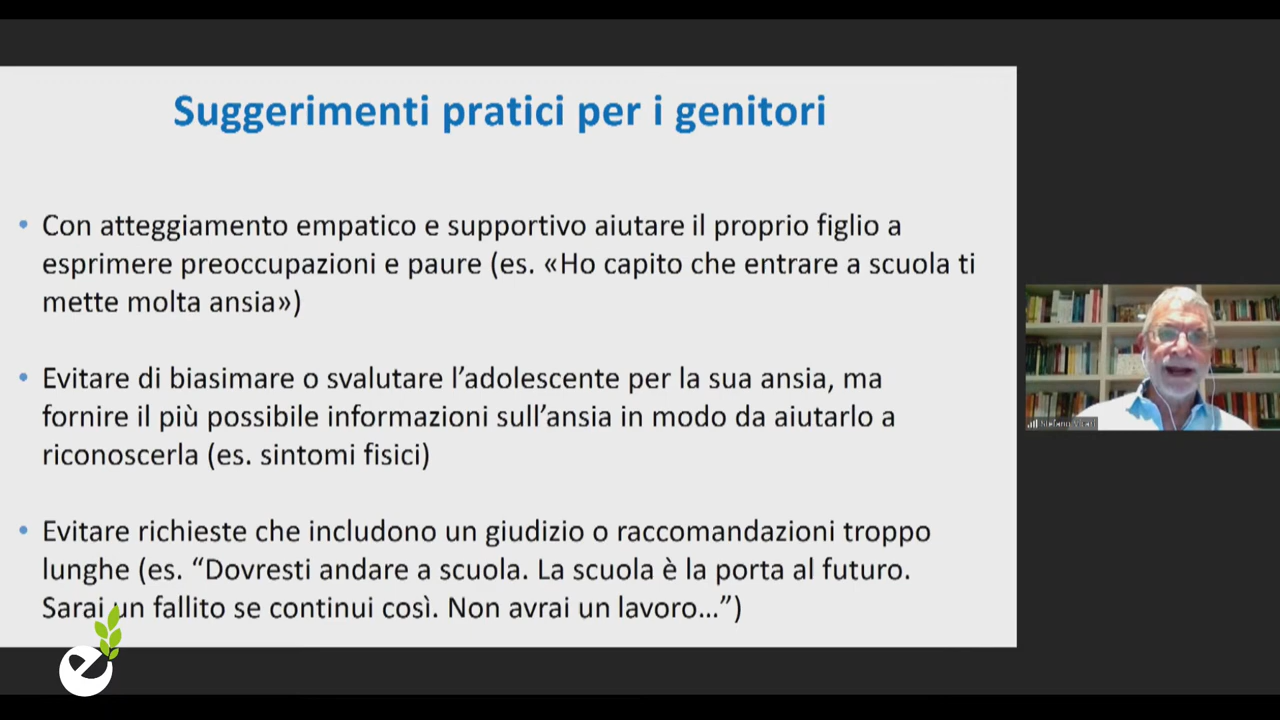 Suggerimenti pratici per i genitori
• Con atteggiamento empatico e supportivo aiutare il proprio figlio a
esprimere preoccupazioni e paure (es. «Ho capito che entrare a scuola ti
mette molta ansia»)
• Evitare di biasimare o svalutare l’adolescente per la sua ansia, ma
fornire il più possibile informazioni sull’ansia in modo da aiutarlo a
riconoscerla (es. sintomi fisici)
• Evitare richieste che includono un giudizio o raccomandazioni troppo
lunghe (es. “Dovresti andare a scuola. La scuola è la porta al futuro.
Sarai un fallito se continui così. Non avrai un lavoro…”)
Stefano
e